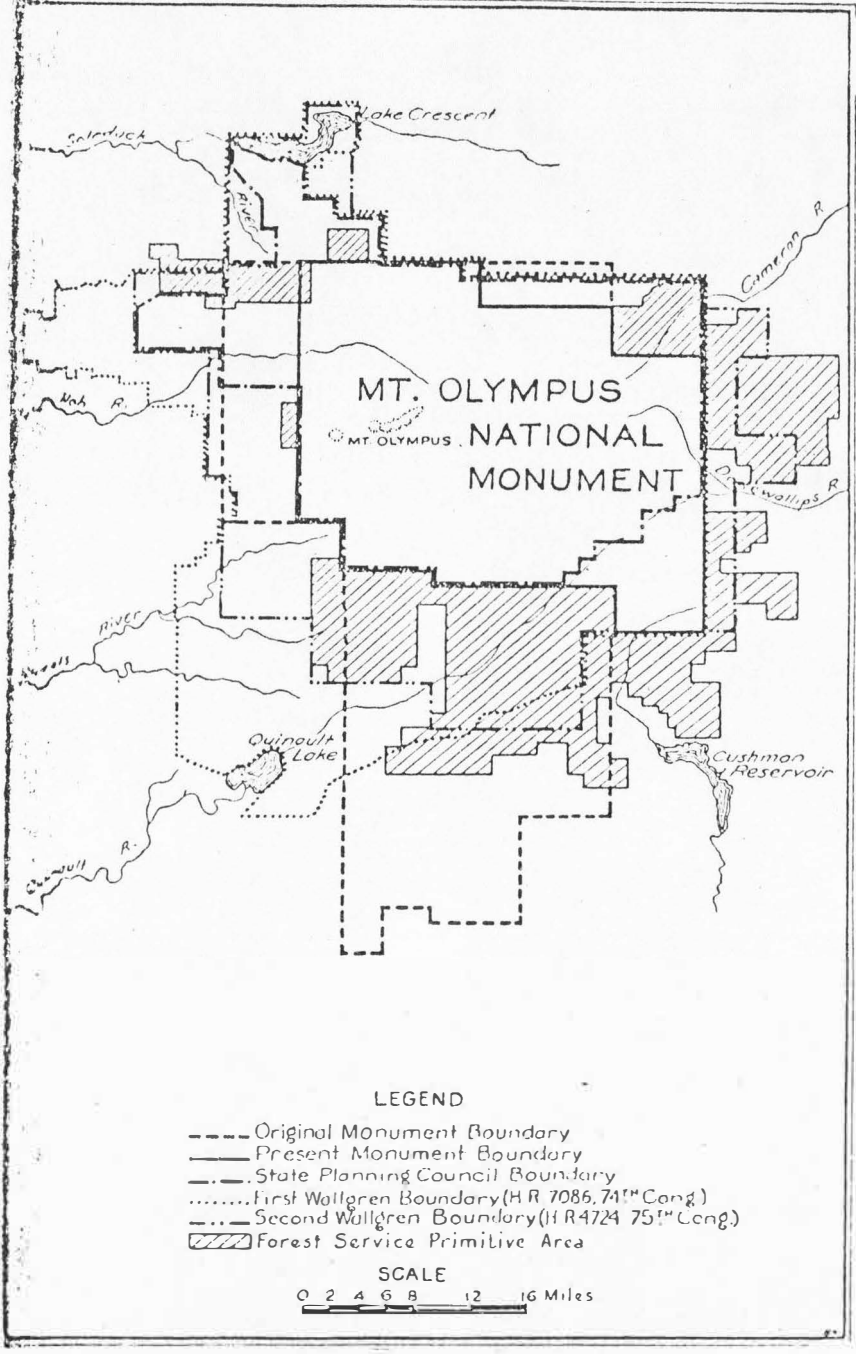 Lake Crescent
Soleduck
River
Cameron R.
MT. OLYMPUS
MT. OLYMPUS NATIONAL
MONUMENT
Hoh R.
wallips R
River
Quinault
Lake
Cushman
Reservoir
R.
LEGEND
Original Monument Boundary
Present Monument Boundary
State Planning Council Boundary
First Wallgren Boundary (H R 7086, 74TH Cong.)
Second Wallgren Boundary (H R 4724 75TH Cong.)
Forest Service Primitive Area
SCALE
0 2 4 6 8 12 16 Miles